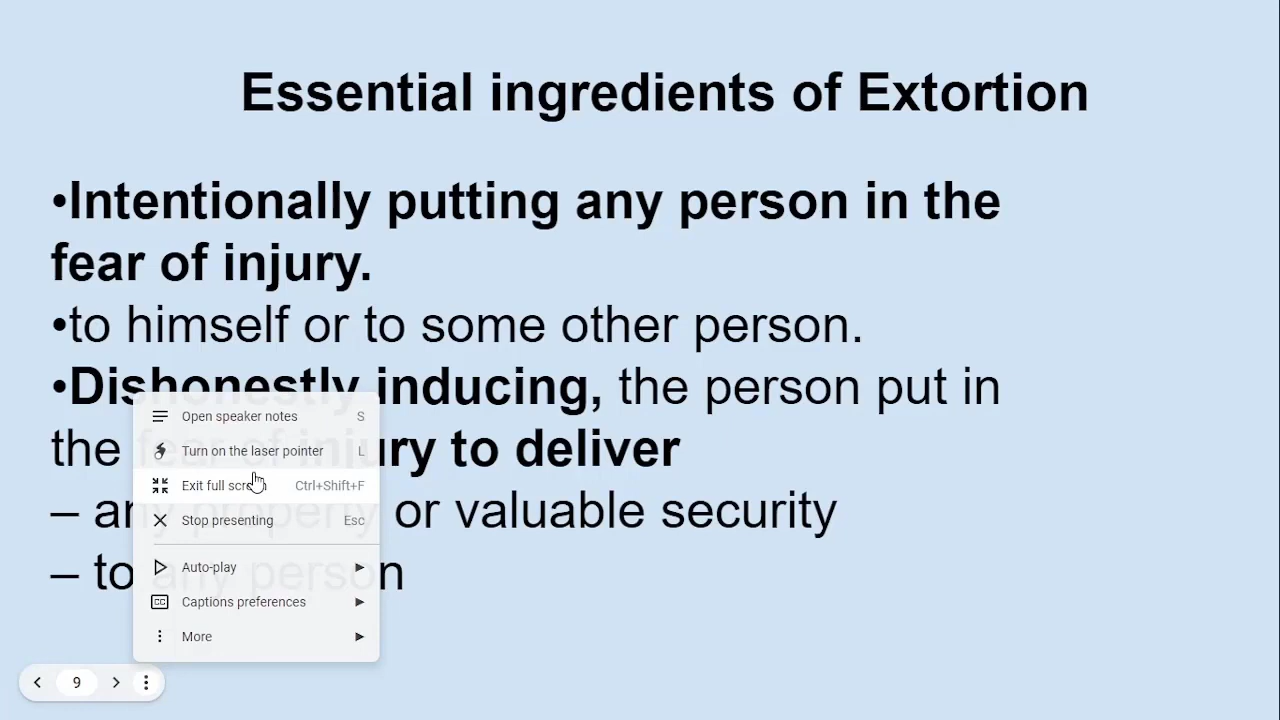 Essential ingredients of Extortion
•Intentionally putting any person in the
fear of injury.
•to himself or to some other person.
•Dishonestly inducing, the person put in
the fear of injury to deliver
– any property or valuable security
– to any person
Open speaker notes S
Turn on the laser pointer L
Exit full screen Ctrl+Shift+F
Stop presenting Esc
Auto-play
CC Captions preferences
More
9